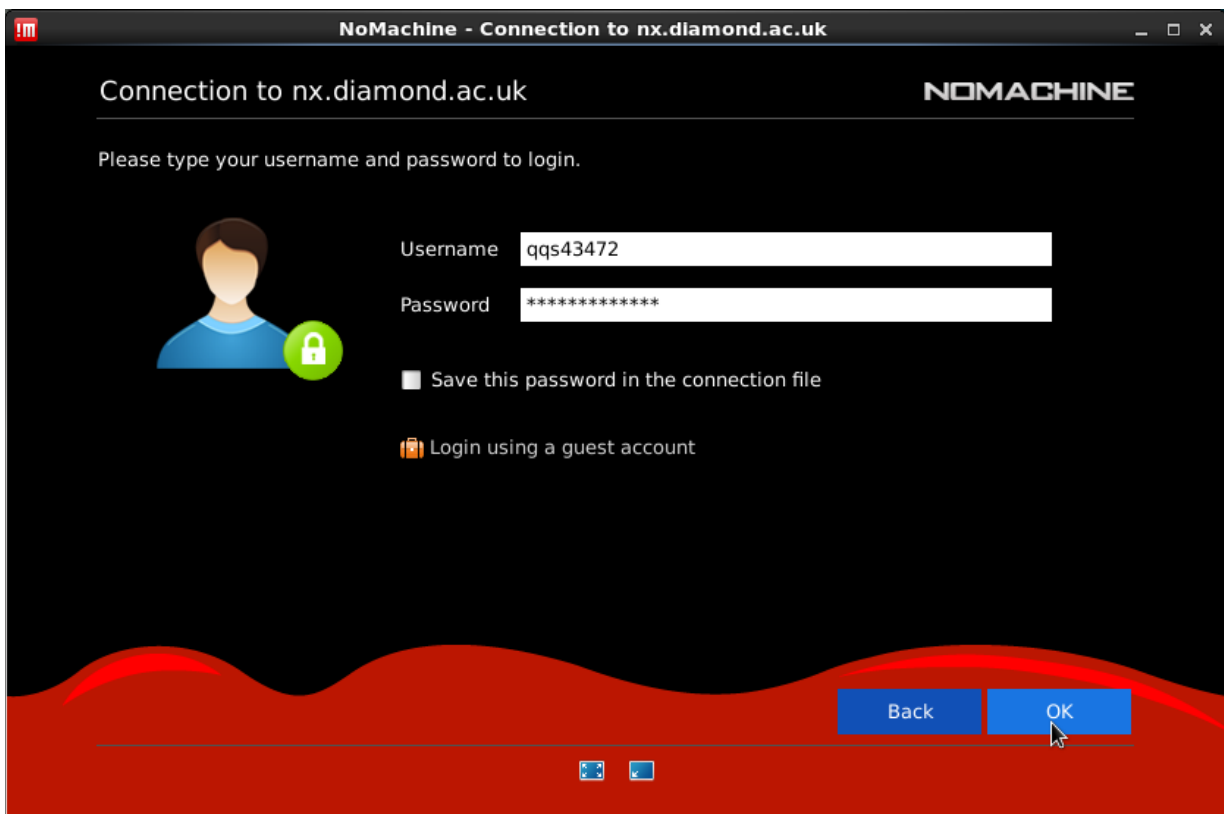 !m NoMachine - Connection to nx.diamond.ac.uk
Connection to nx.diamond.ac.uk NOMACHINE
Please type your username and password to login.
Username qqs43472
Password *************
Save this password in the connection file
Login using a guest account
Back OK